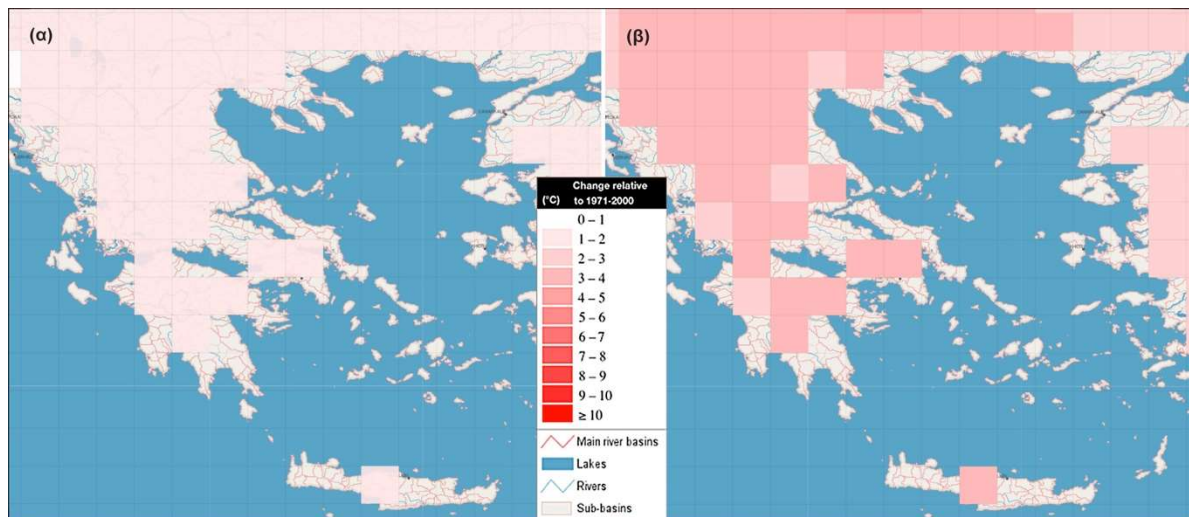 (α)
(β)
(°C)
Change relative
to 1971-2000
0 – 1
1 – 2
2 – 3
3 – 4
4 – 5
5 – 6
6 – 7
7 – 8
8 – 9
9 – 10
≥ 10
Main river basins
Lakes
Rivers
Sub-basins